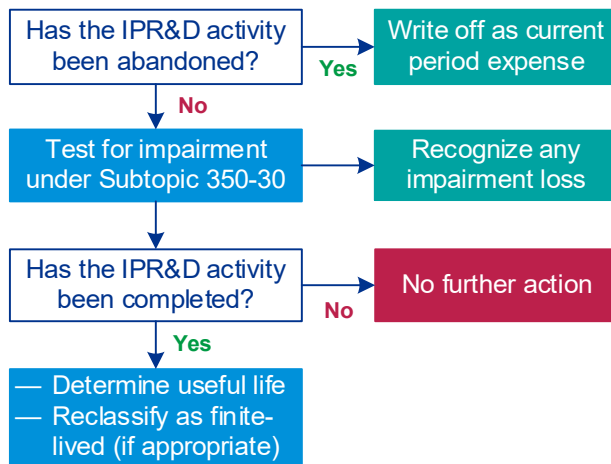 Has the IPR&D activity
been abandoned?
Yes
Write off as current
period expense
No
Test for impairment
under Subtopic 350-30
Recognize any
impairment loss
Has the IPR&D activity
been completed?
No
No further action
Yes
— Determine useful life
— Reclassify as finite-
lived (if appropriate)